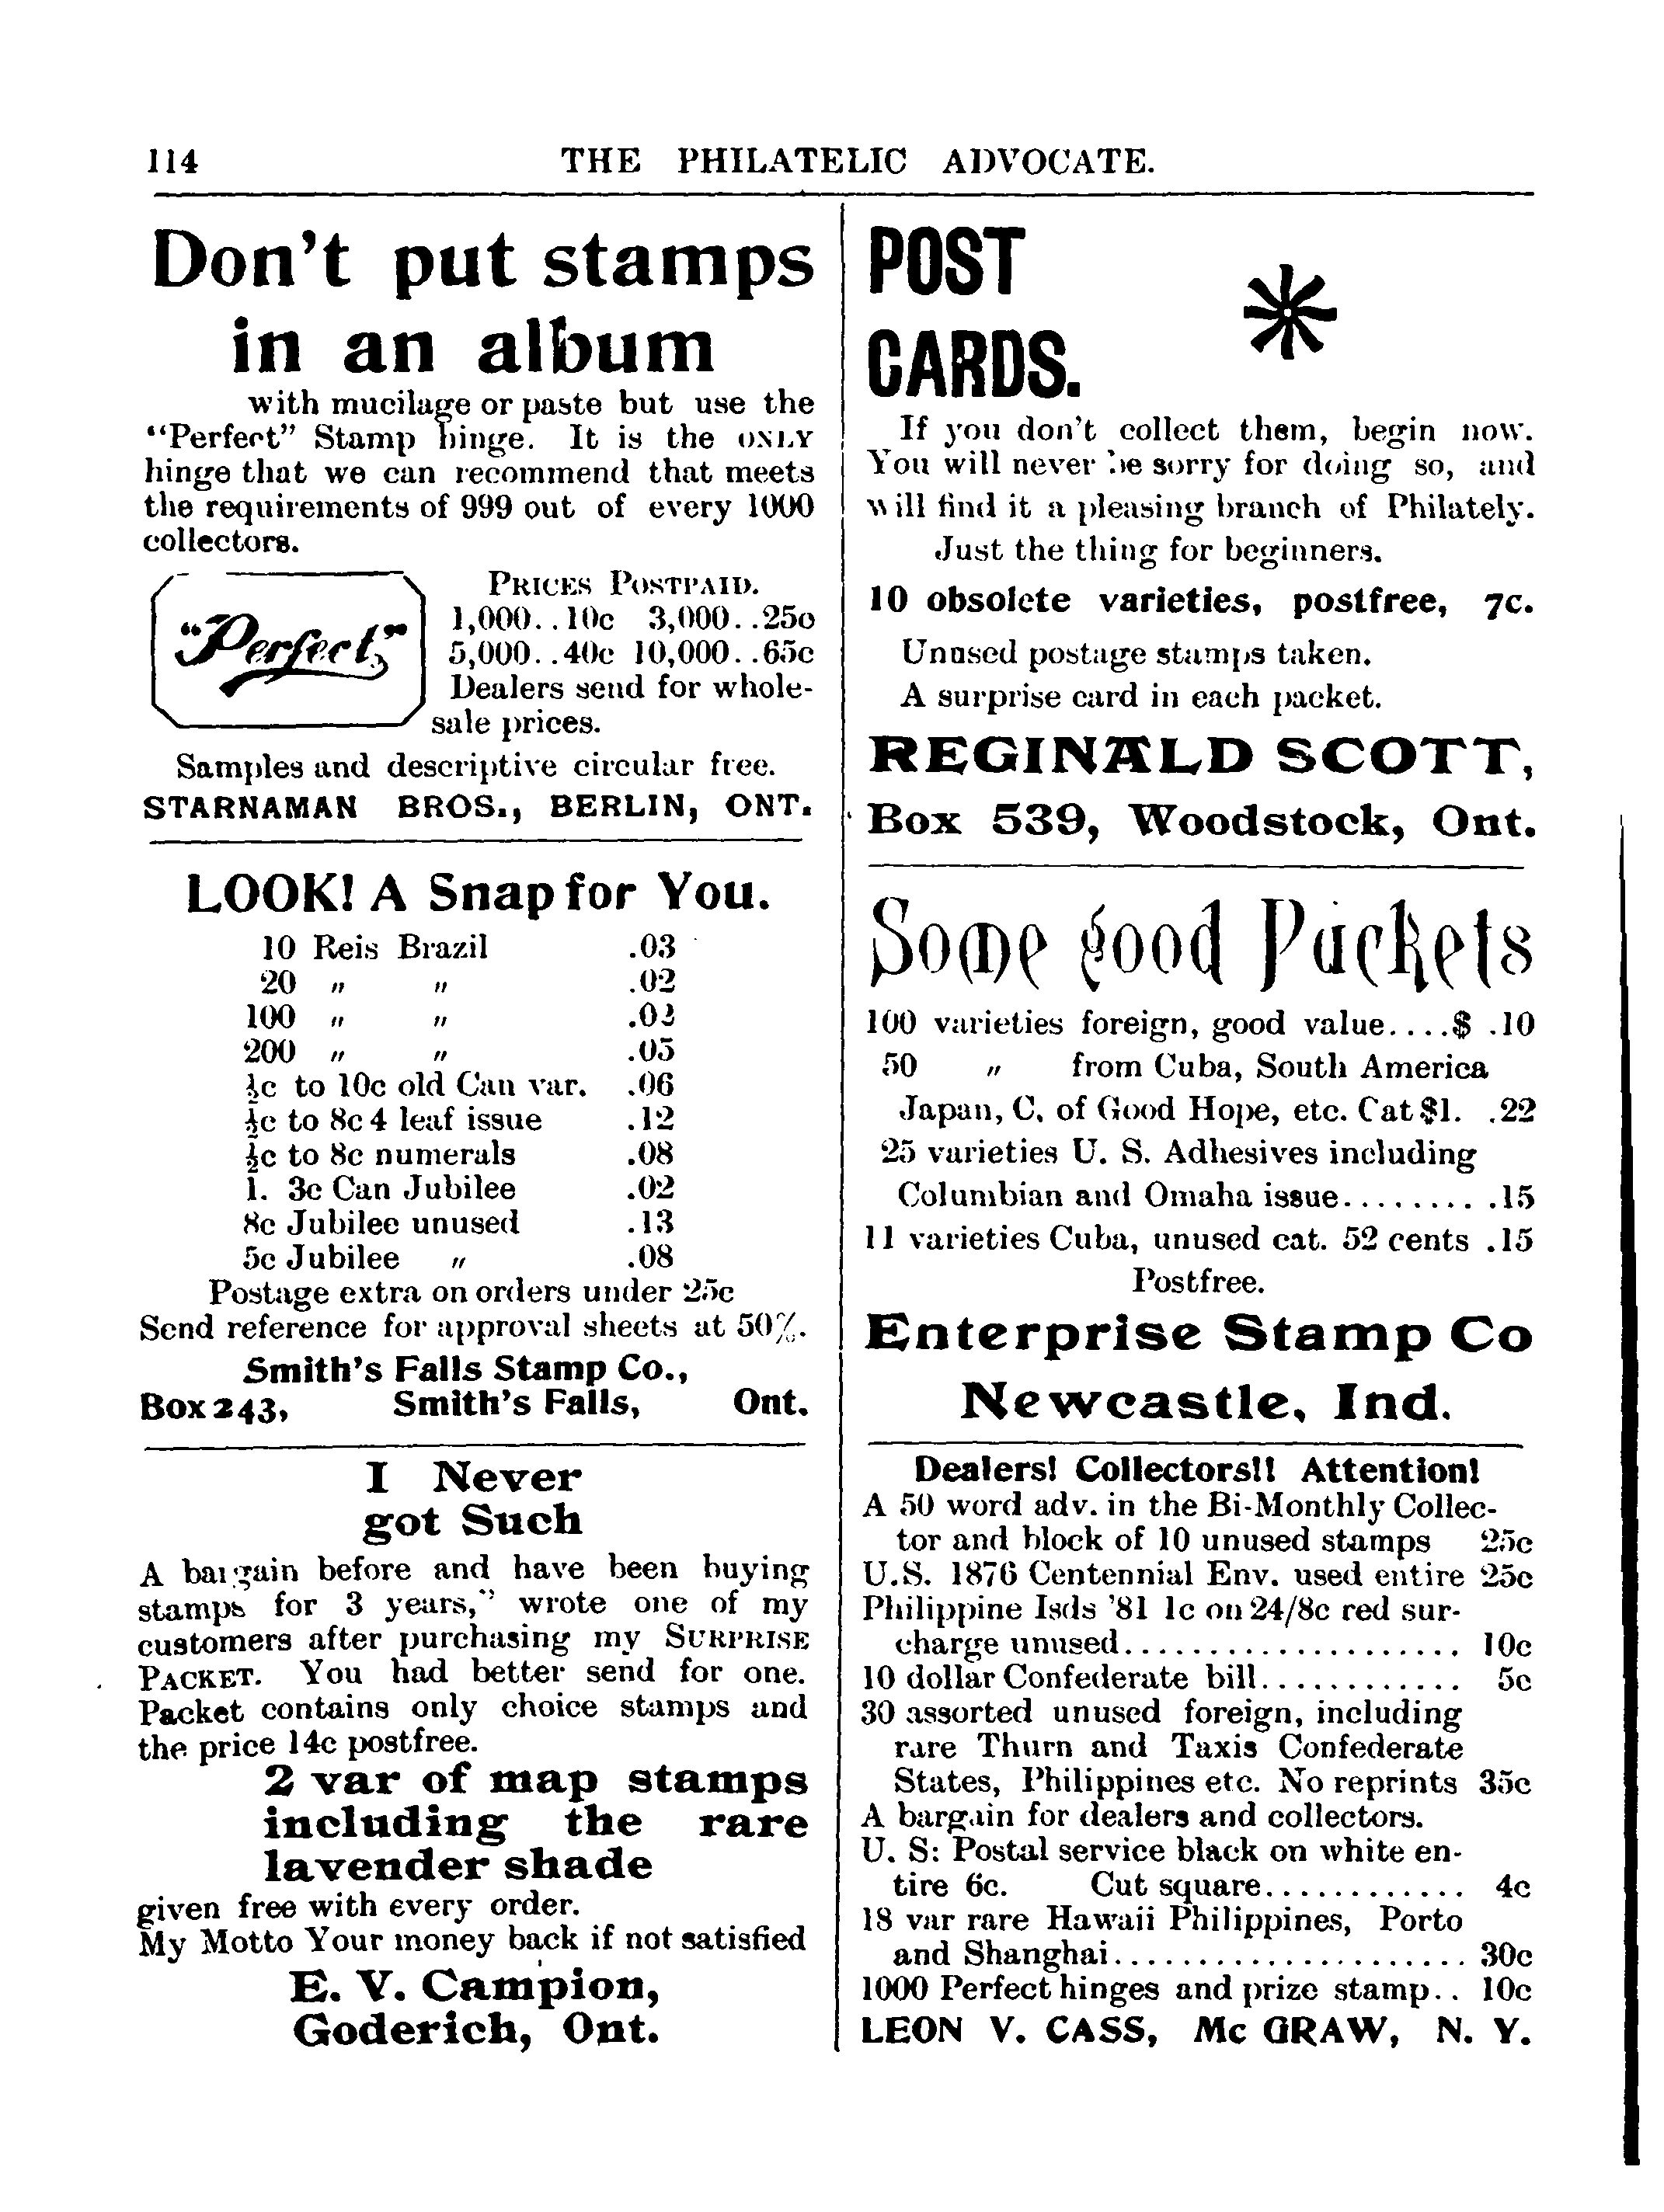 114 THE PHILATELIC ADVOCATE.
Don't put stamps
in an album
with mucilage or paste but use the
"Perfect" Stamp hinge. It is the ONLY
hinge that we can recommend that meets
the requirements of 999 out of every 1000
collectors.
"Perfect"
PRICES POSTPAID.
1,000..10c 3,000..25c
5,000..40c 10,000..65c
Dealers send for whole-
sale prices.
Samples and descriptive circular free.
STARNAMAN BROS., BERLIN, ONT.
LOOK! A Snap for You.
10 Reis Brazil .03
20 " " .02
100 " " .02
200 " " .05
½c to 10c old Can var. .06
½c to 8c 4 leaf issue .12
½c to 8c numerals .08
1. 3c Can Jubilee .02
8c Jubilee unused .13
5c Jubilee " .08
Postage extra on orders under 25c
Send reference for approval sheets at 50%.
Smith's Falls Stamp Co.,
Box 243, Smith's Falls, Ont.
I Never
got Such
A bargain before and have been buying
stamps for 3 years," wrote one of my
customers after purchasing my SURPRISE
PACKET. You had better send for one.
Packet contains only choice stamps and
the price 14c postfree.
2 var of map stamps
including the rare
lavender shade
given free with every order.
My Motto Your money back if not satisfied
E. V. Campion,
Goderich, Ont.
POST
CARDS.
If you don't collect them, begin now.
You will never be sorry for doing so, and
will find it a pleasing branch of Philately.
Just the thing for beginners.
10 obsolete varieties, postfree, 7c.
Unused postage stamps taken.
A surprise card in each packet.
REGINALD SCOTT,
Box 539, Woodstock, Ont.
Some good Packets
100 varieties foreign, good value....$ .10
50 " from Cuba, South America
Japan, C. of Good Hope, etc. Cat $1. .22
25 varieties U. S. Adhesives including
Columbian and Omaha issue......... .15
11 varieties Cuba, unused cat. 52 cents .15
Postfree.
Enterprise Stamp Co
Newcastle, Ind.
Dealers! Collectors!! Attention!
A 50 word adv. in the Bi-Monthly Collec-
tor and block of 10 unused stamps 25c
U.S. 1876 Centennial Env. used entire 25c
Philippine Isds '81 1c on 24/8c red sur-
charge unused.................... 10c
10 dollar Confederate bill............ 5c
30 assorted unused foreign, including
rare Thurn and Taxis Confederate
States, Philippines etc. No reprints 35c
A bargain for dealers and collectors.
U. S: Postal service black on white en-
tire 6c. Cut square............ 4c
18 var rare Hawaii Philippines, Porto
and Shanghai..................... 30c
1000 Perfect hinges and prize stamp.. 10c
LEON V. CASS, Mc GRAW, N. Y.